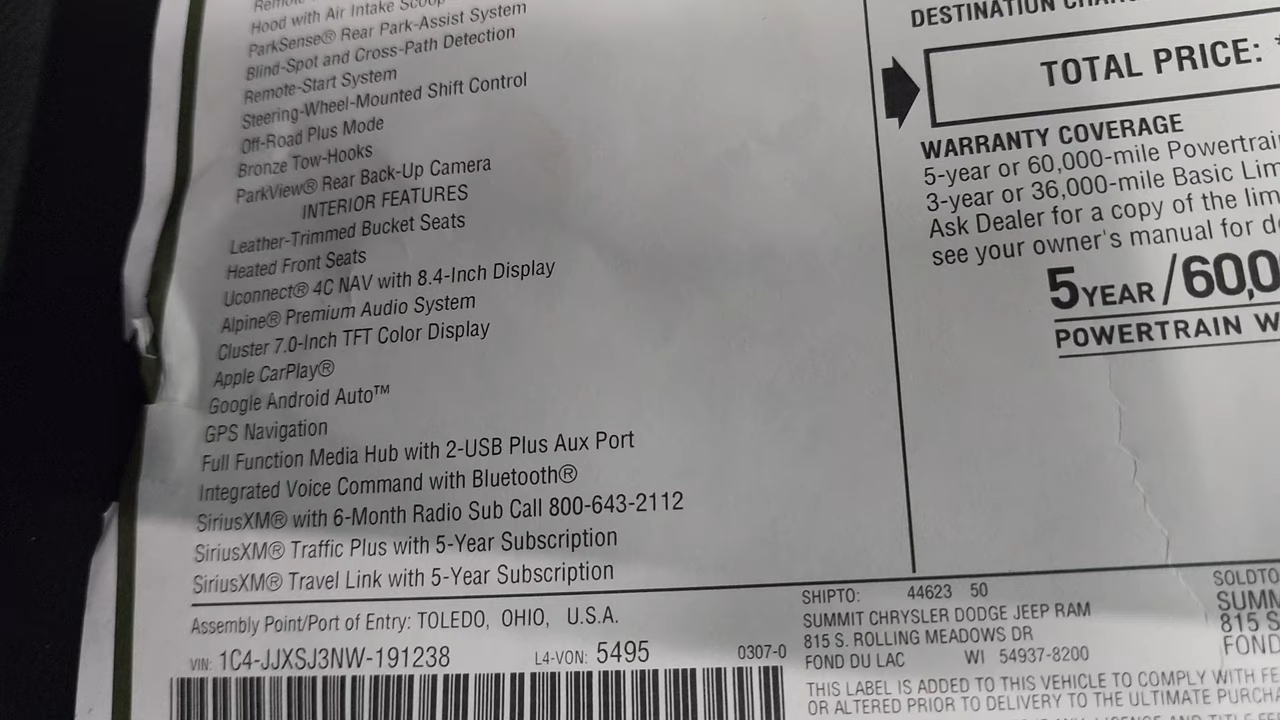 Hood with Air Intake Scoop
ParkSense® Rear Park-Assist System
Blind-Spot and Cross-Path Detection
Remote-Start System
Steering-Wheel-Mounted Shift Control
Off-Road Plus Mode
Bronze Tow-Hooks
ParkView® Rear Back-Up Camera
INTERIOR FEATURES
Leather-Trimmed Bucket Seats
Heated Front Seats
Uconnect® 4C NAV with 8.4-Inch Display
Alpine® Premium Audio System
Cluster 7.0-Inch TFT Color Display
Apple CarPlay®
Google Android Auto™
GPS Navigation
Full Function Media Hub with 2-USB Plus Aux Port
Integrated Voice Command with Bluetooth®
SiriusXM® with 6-Month Radio Sub Call 800-643-2112
SiriusXM® Traffic Plus with 5-Year Subscription
SiriusXM® Travel Link with 5-Year Subscription
Assembly Point/Port of Entry: TOLEDO, OHIO, U.S.A.
VIN: 1C4-JJXSJ3NW-191238 L4-VON: 5495 0307-0
DESTINATION
TOTAL PRICE: *
WARRANTY COVERAGE
5-year or 60,000-mile Powertrai
3-year or 36,000-mile Basic Lim
Ask Dealer for a copy of the lim
see your owner's manual for d
5YEAR/60,0
POWERTRAIN W
SHIPTO: 44623 50
SUMMIT CHRYSLER DODGE JEEP RAM
815 S. ROLLING MEADOWS DR
FOND DU LAC WI 54937-8200
SOLDTO
SUMM
815 S
FOND
THIS LABEL IS ADDED TO THIS VEHICLE TO COMPLY WITH FE
OR ALTERED PRIOR TO DELIVERY TO THE ULTIMATE PURCHA